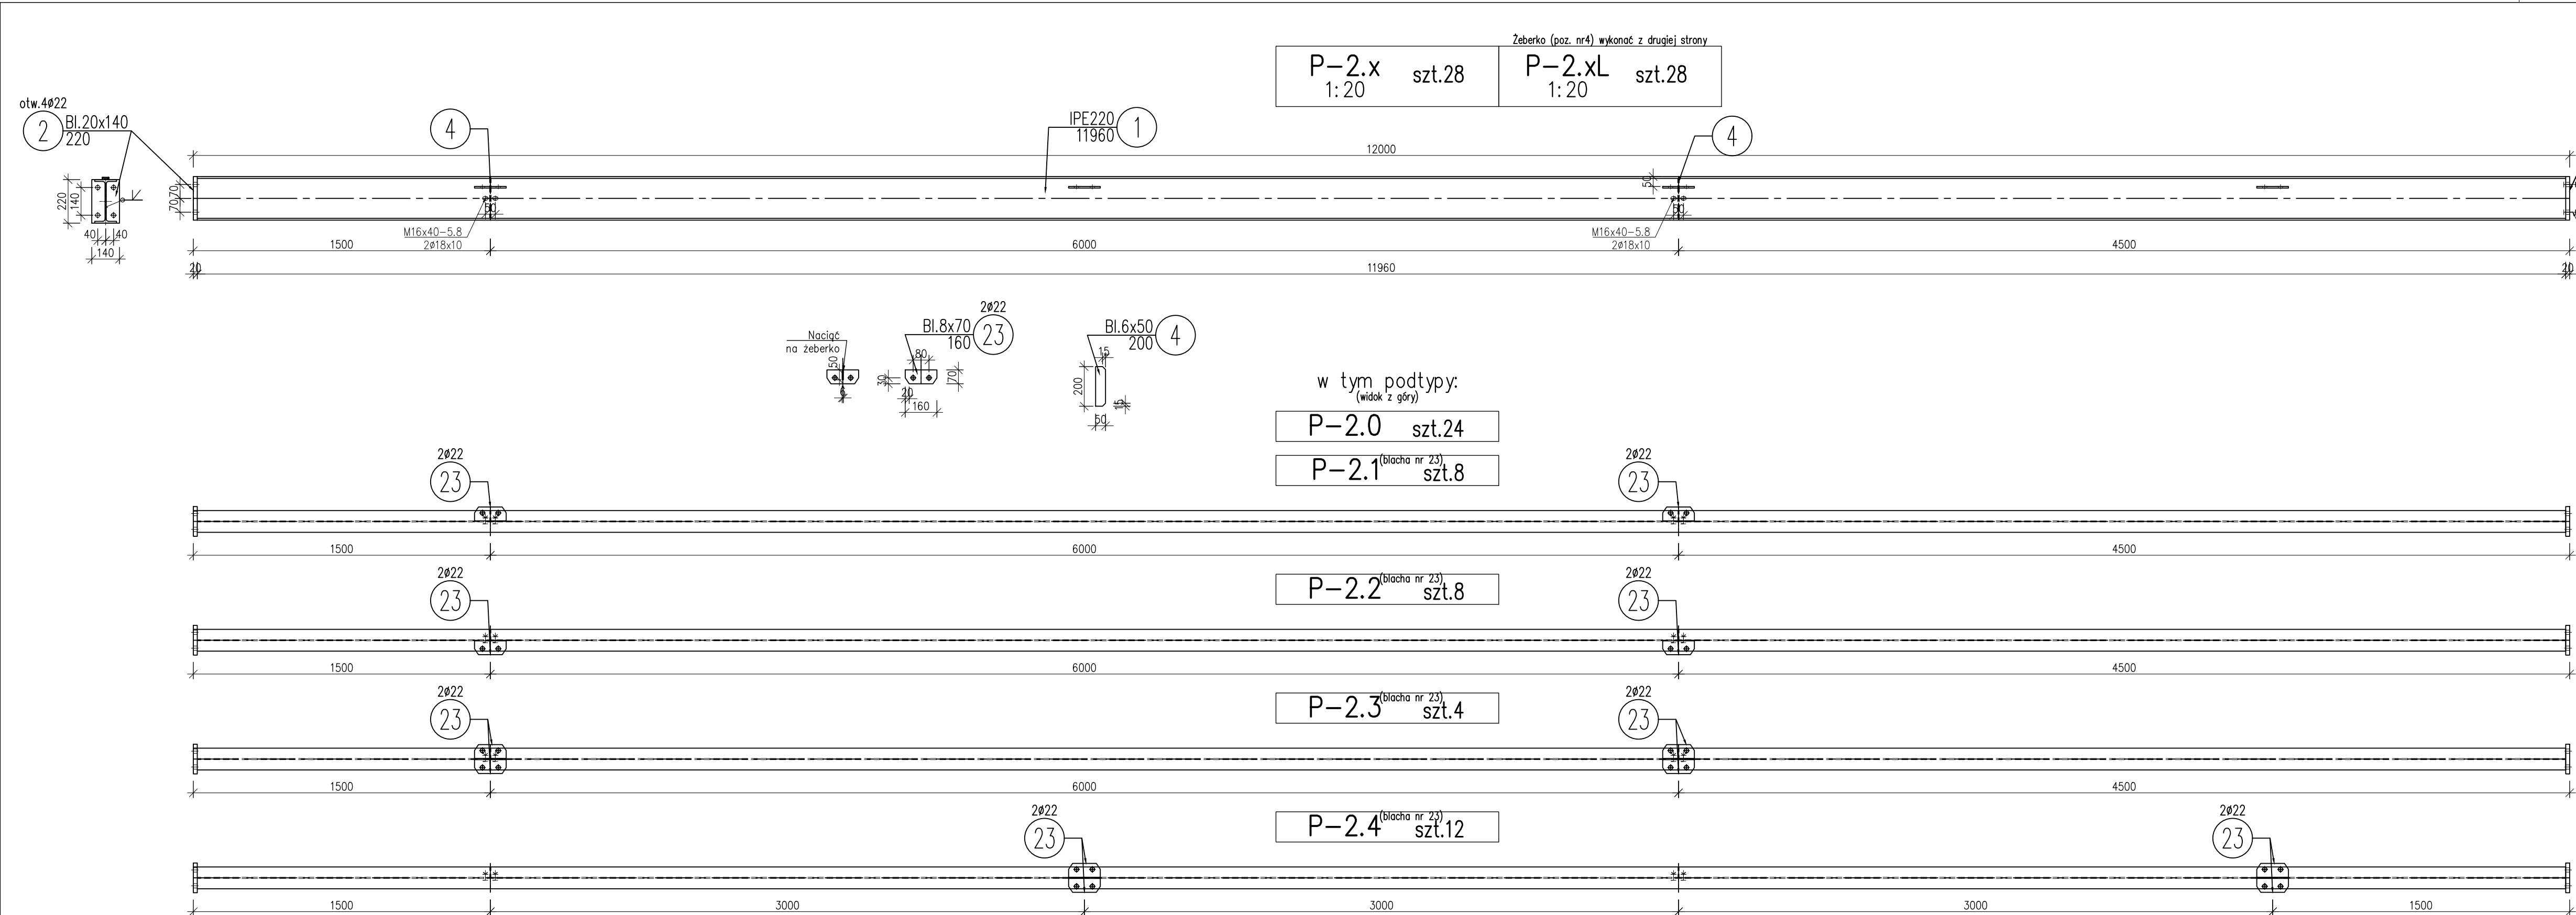 Żeberko (poz. nr4) wykonać z drugiej strony
P-2.x szt.28
1:20
P-2.xL szt.28
1:20
otw.4ø22
2 Bl.20x140
220
4
IPE220
11960
1
4
12000
220
140
40
40
140
70
70
50
M16x40-5.8
2ø18x10
50
50
M16x40-5.8
2ø18x10
1500
6000
4500
20
11960
20
Naciąć
na żeberko
50
6
2ø22
Bl.8x70
160
23
80
30
70
20
160
Bl.6x50
200
4
15
200
15
50
w tym podtypy:
(widok z góry)
P-2.0 szt.24
P-2.1 (blacha nr 23) szt.8
2ø22
23
2ø22
23
1500
6000
4500
P-2.2 (blacha nr 23) szt.8
2ø22
23
2ø22
23
1500
6000
4500
P-2.3 (blacha nr 23) szt.4
2ø22
23
2ø22
23
1500
6000
4500
P-2.4 (blacha nr 23) szt.12
2ø22
23
2ø22
23
1500
3000
3000
3000
1500